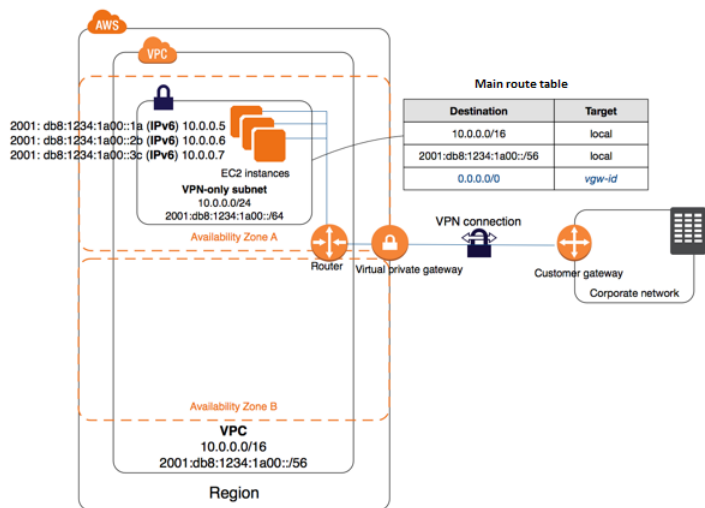 AWS
VPC
Main route table
Destination Target
10.0.0.0/16 local
2001:db8:1234:1a00::/56 local
0.0.0.0/0 vgw-id
2001: db8:1234:1a00::1a (IPv6) 10.0.0.5
2001: db8:1234:1a00::2b (IPv6) 10.0.0.6
2001: db8:1234:1a00::3c (IPv6) 10.0.0.7
EC2 instances
VPN-only subnet
10.0.0.0/24
2001:db8:1234:1a00::/64
Availability Zone A
Router
Virtual private gateway
VPN connection
Customer gateway
Corporate network
Availability Zone B
VPC
10.0.0.0/16
2001:db8:1234:1a00::/56
Region